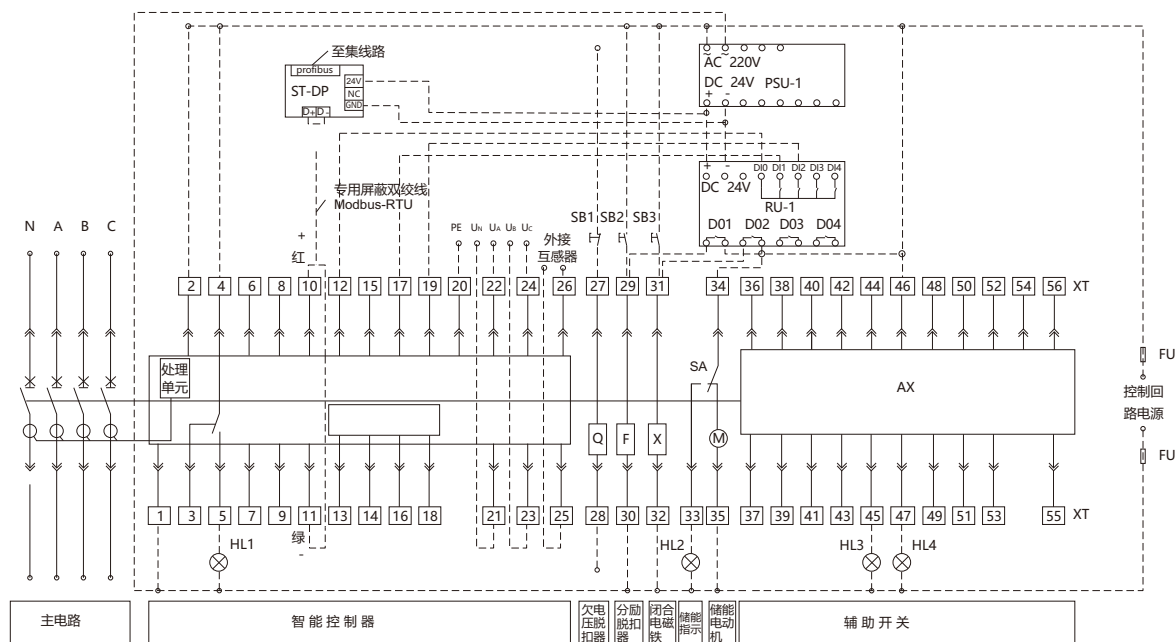 至集线路
profibus
ST-DP
24V
NC
GND
D+ D-
AC 220V
DC 24V PSU-1
+ -
+ - DI0 DI1 DI2 DI3 DI4
DC 24V
RU-1
D01 D02 D03 D04
专用屏蔽双绞线
Modbus-RTU
N A B C
+
红
PE UN UA UB UC
外接
互感器
SB1 SB2 SB3
2 4 6 8 10 12 15 17 19 20 22 24 26 27 29 31 34 36 38 40 42 44 46 48 50 52 54 56 XT
处理
单元
SA
AX
FU
控制回
路电源
FU
Q F X M
1 3 5 7 9 11 13 14 16 18 21 23 25 28 30 32 33 35 37 39 41 43 45 47 49 51 53 55 XT
绿
-
HL1 HL2 HL3 HL4
主电路
智能控制器
欠电
压脱
扣器
分励
脱扣
器
闭合
电磁
铁
储能
指示
储能
电动
机
辅助开关